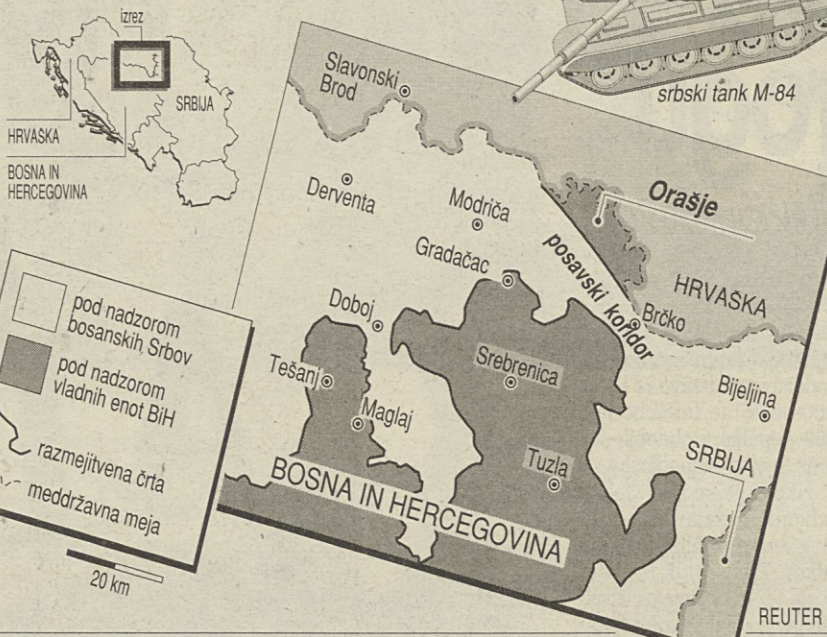 izrez
HRVAŠKA
SRBIJA
BOSNA IN
HERCEGOVINA
srbski tank M-84
Slavonski
Brod
Derventa
Modriča
Orašje
Gradačac
posavski koridor
HRVAŠKA
Brčko
Doboj
Srebrenica
Tešanj
Maglaj
Bijeljina
Tuzla
SRBIJA
BOSNA IN HERCEGOVINA
pod nadzorom
bosanskih Srbov
pod nadzorom
vladnih enot BiH
razmejitvena črta
meddržavna meja
20 km
REUTER